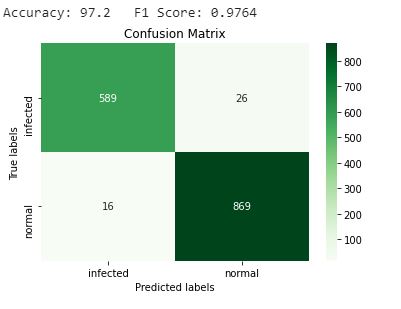 Accuracy: 97.2   F1 Score: 0.9764
Confusion Matrix
True labels
infected
589
26
normal
16
869
infected
normal
Predicted labels
800
700
600
500
400
300
200
100